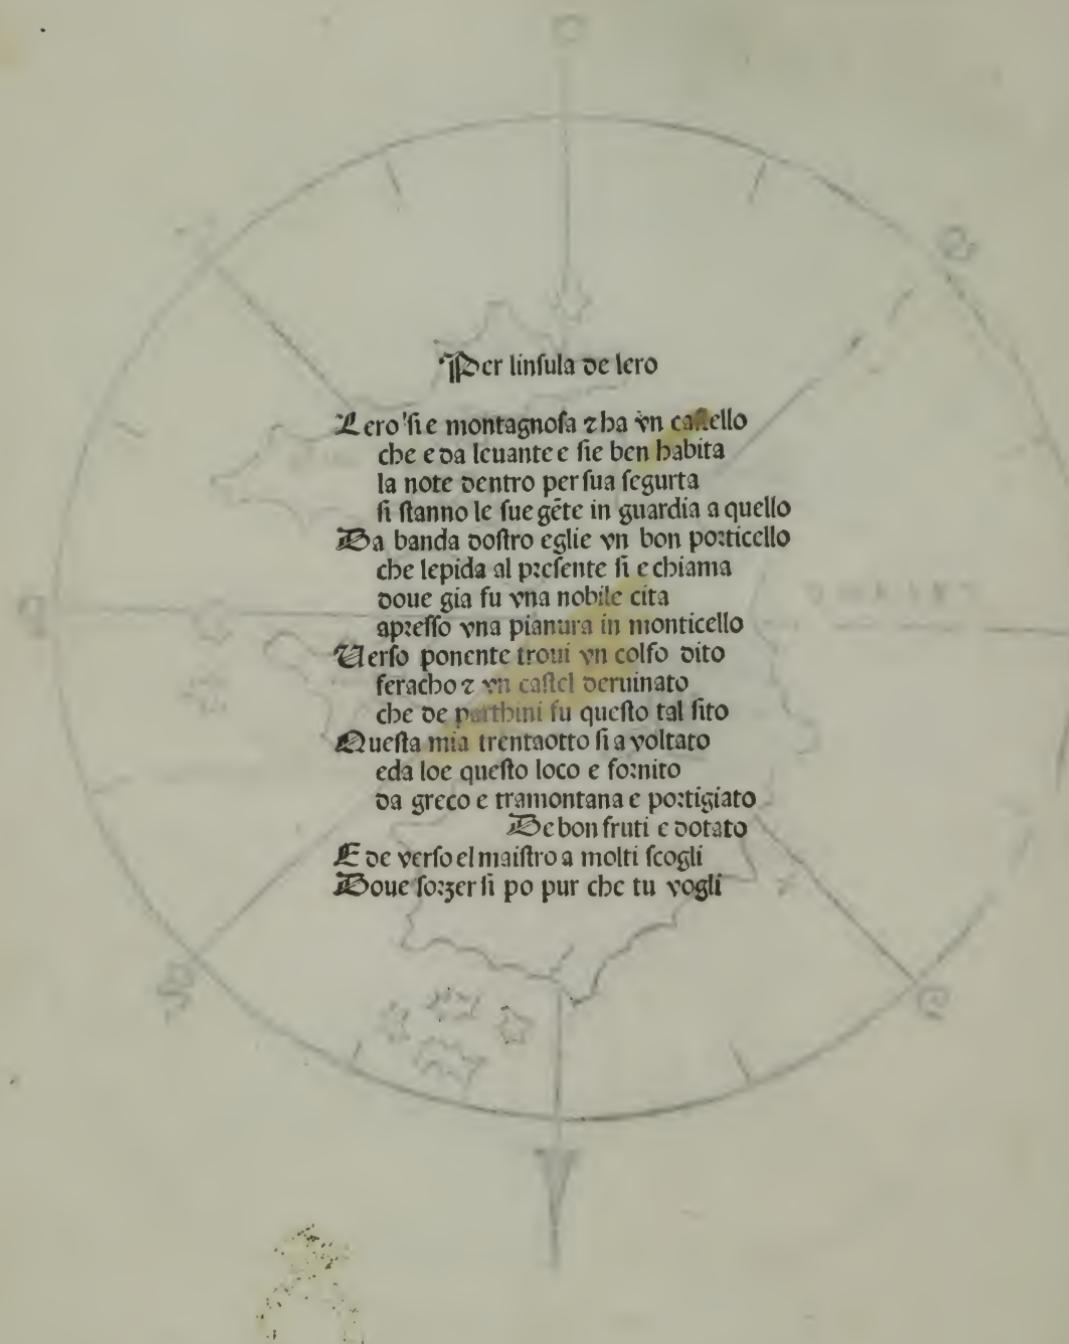 Per linſula de lero
Lero ſi e montagnoſa ⁊ ha vn caſtello
che e da leuante e ſie ben habita
la note dentro per ſua ſegurta
ſi ſtanno le ſue gēte in guardia a quello
Da banda doſtro eglie vn bon porticello
che lepida al preſente ſi e chiama
doue gia fu vna nobile cita
apreſſo vna pianura in monticello
Uerſo ponente troui vn colfo dito
feracho ⁊ vn caſtel deruinato
che de parthini fu queſto tal ſito
Queſta mia trentaotto ſi a voltato
eda loe queſto loco e fornito
da greco e tramontana e portigiato
De bon fruti e dotato
E de verſo el maiſtro a molti ſcogli
Doue ſorzer ſi po pur che tu vogli